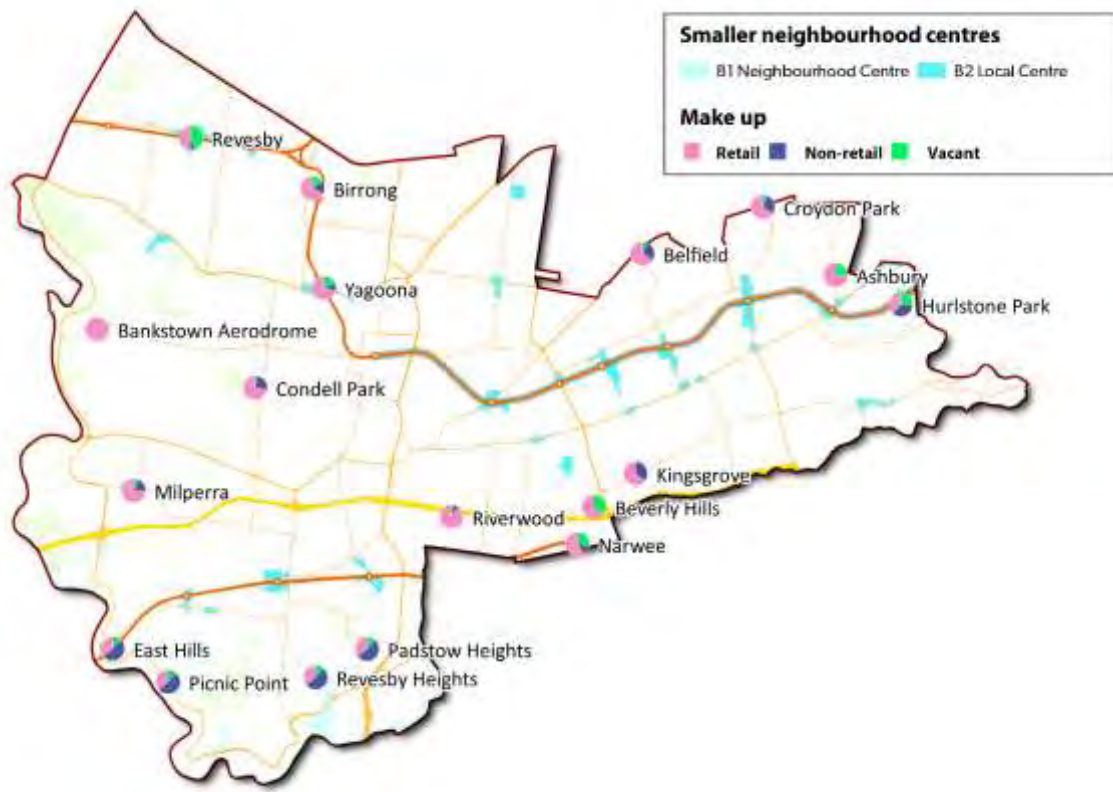 Smaller neighbourhood centres
B1 Neighbourhood Centre B2 Local Centre
Make up
Retail Non-retail Vacant
Revesby
Birrong
Croydon Park
Belfield
Ashbury
Yagoona
Hurlstone Park
Bankstown Aerodrome
Condell Park
Kingsgrove
Milperra
Beverly Hills
Riverwood
Narwee
East Hills
Padstow Heights
Picnic Point
Revesby Heights